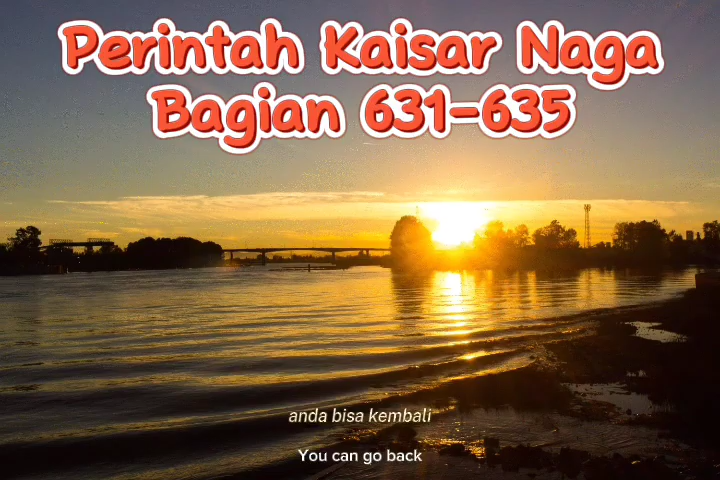 Perintah Kaisar Naga
Bagian 631-635
anda bisa kembali
You can go back